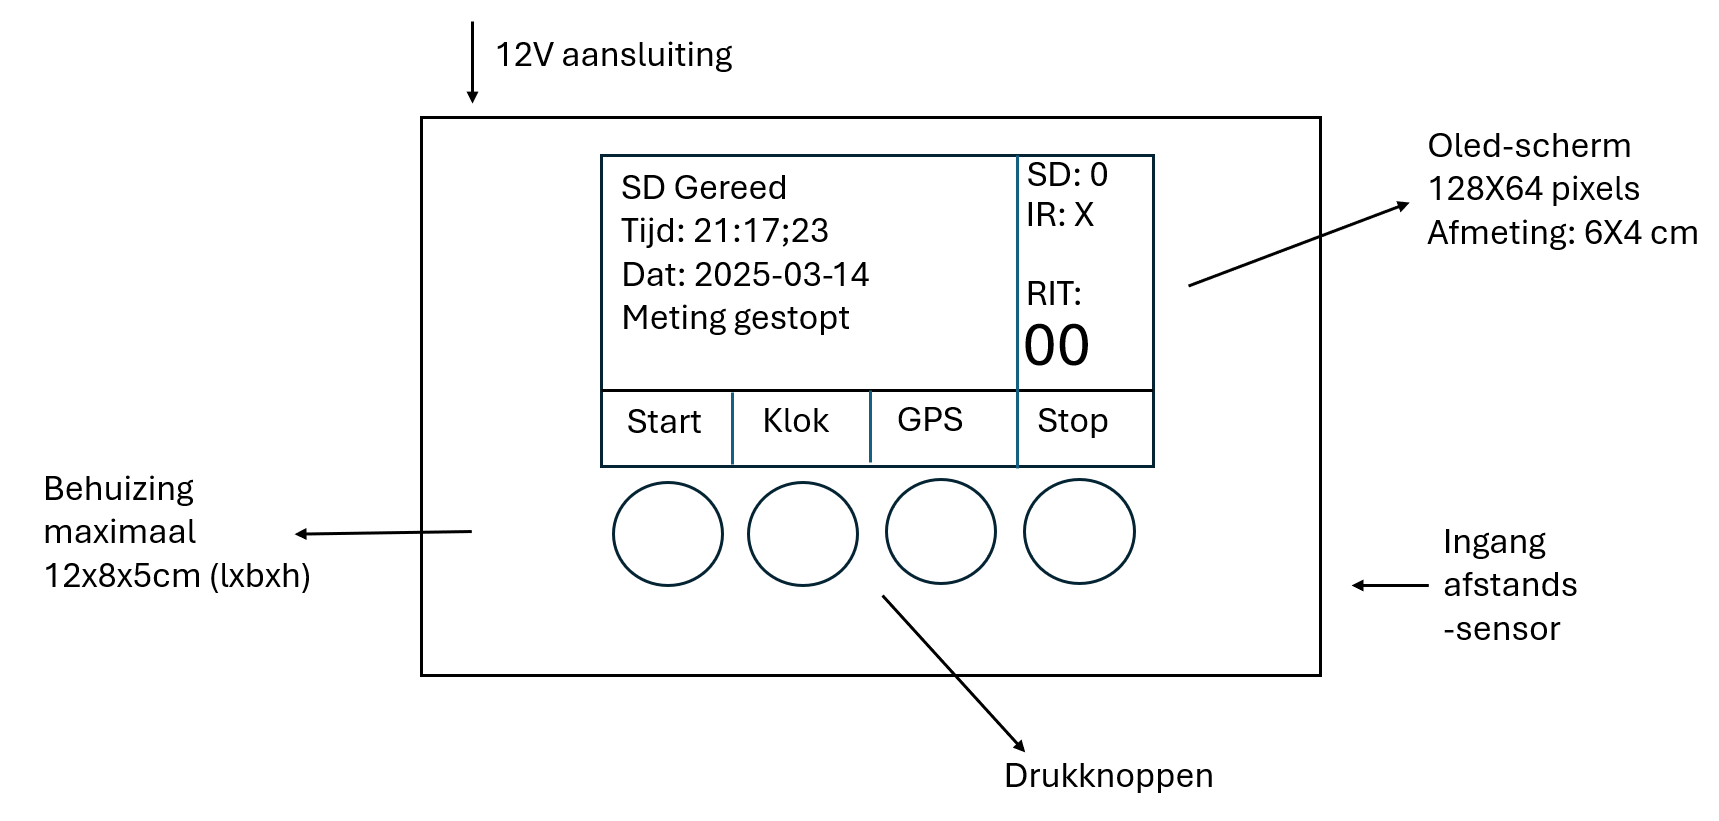 12V aansluiting
Oled-scherm
128X64 pixels
Afmeting: 6X4 cm
SD Gereed
Tijd: 21:17;23
Dat: 2025-03-14
Meting gestopt
SD: 0
IR: X
RIT:
00
Start
Klok
GPS
Stop
Behuizing
maximaal
12x8x5cm (lxbxh)
Ingang
afstands
-sensor
Drukknoppen